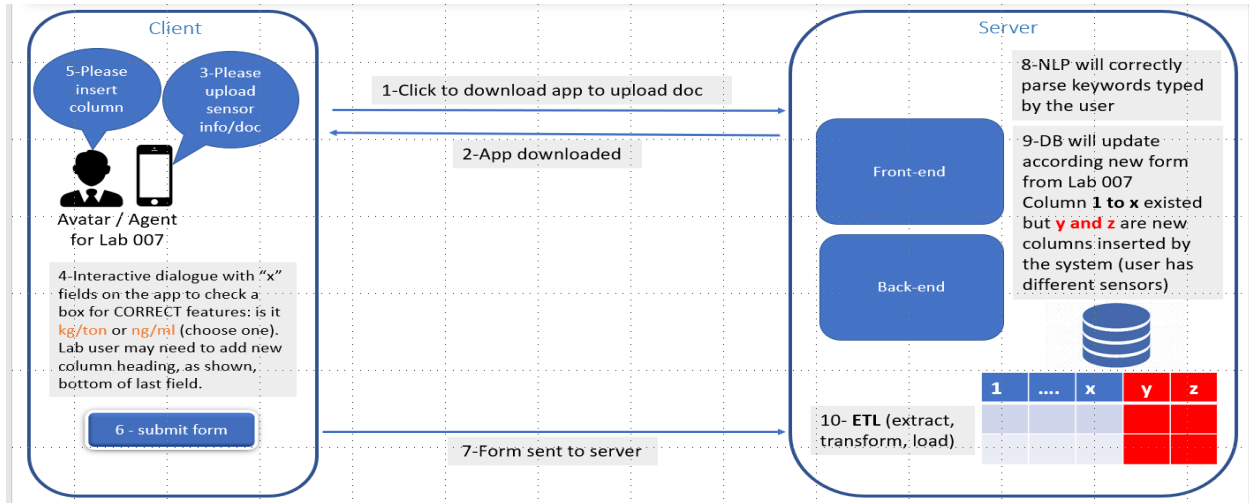 Client
5-Please
insert
column
3-Please
upload
sensor
info/doc
Avatar / Agent
for Lab 007
4-Interactive dialogue with “x”
fields on the app to check a
box for CORRECT features: is it
kg/ton or ng/ml (choose one).
Lab user may need to add new
column heading, as shown,
bottom of last field.
6 - submit form
1-Click to download app to upload doc
2-App downloaded
7-Form sent to server
Server
Front-end
Back-end
8-NLP will correctly
parse keywords typed
by the user
9-DB will update
according new form
from Lab 007
Column 1 to x existed
but y and z are new
columns inserted by
the system (user has
different sensors)
10- ETL (extract,
transform, load)
1 .... x y z